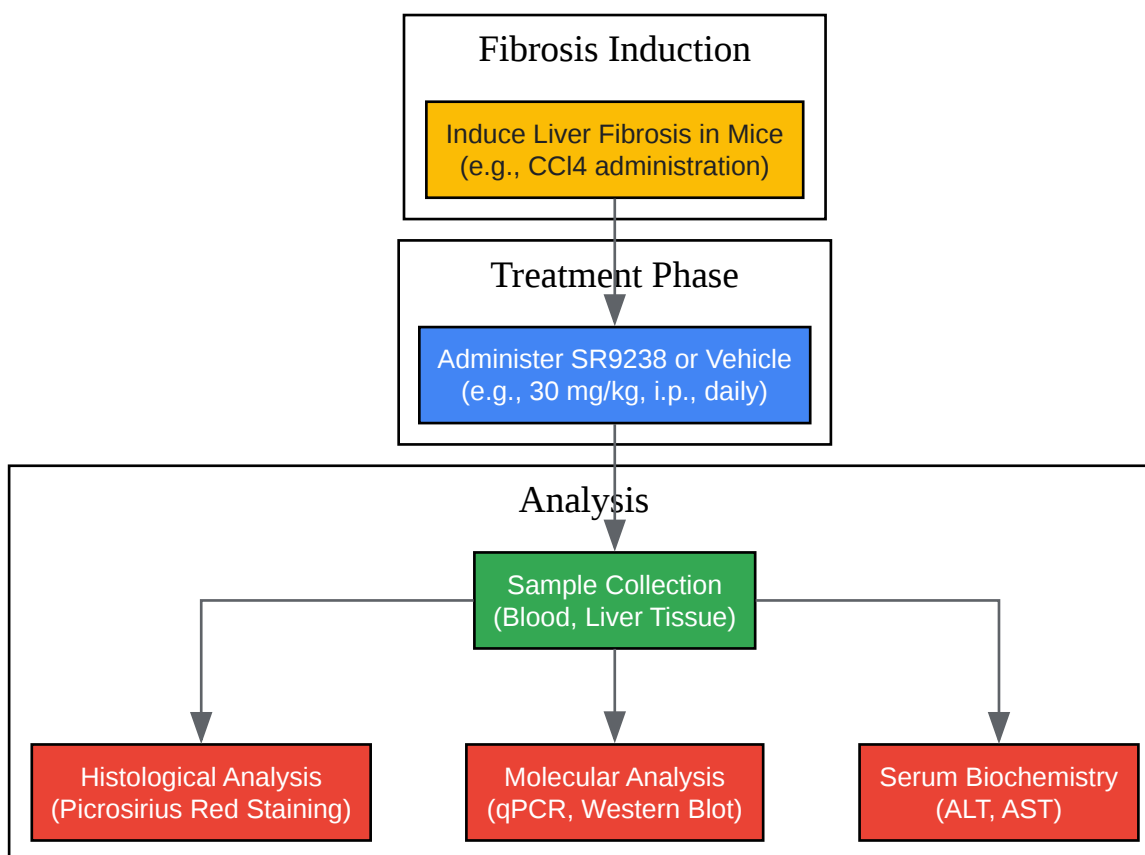 Fibrosis Induction
Induce Liver Fibrosis in Mice
(e.g., CCl4 administration)
Treatment Phase
Administer SR9238 or Vehicle
(e.g., 30 mg/kg, i.p., daily)
Analysis
Sample Collection
(Blood, Liver Tissue)
Histological Analysis
(Picrosirius Red Staining)
Molecular Analysis
(qPCR, Western Blot)
Serum Biochemistry
(ALT, AST)